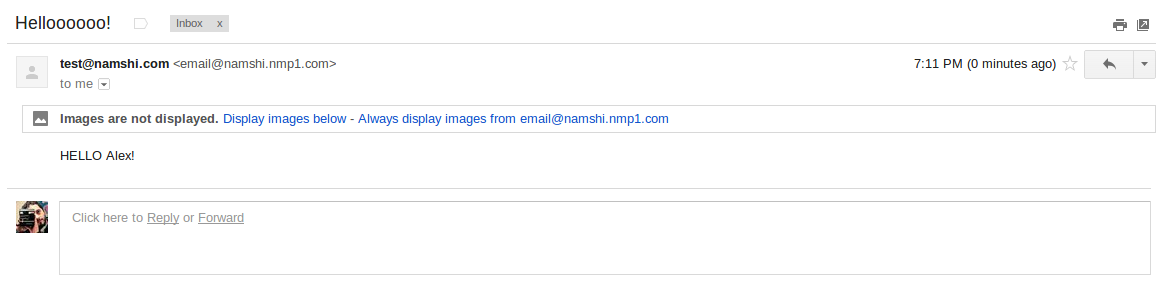 Helloooooo!
Inbox x
test@namshi.com <email@namshi.nmp1.com>
7:11 PM (0 minutes ago)
to me
Images are not displayed. Display images below - Always display images from email@namshi.nmp1.com
HELLO Alex!
Click here to Reply or Forward